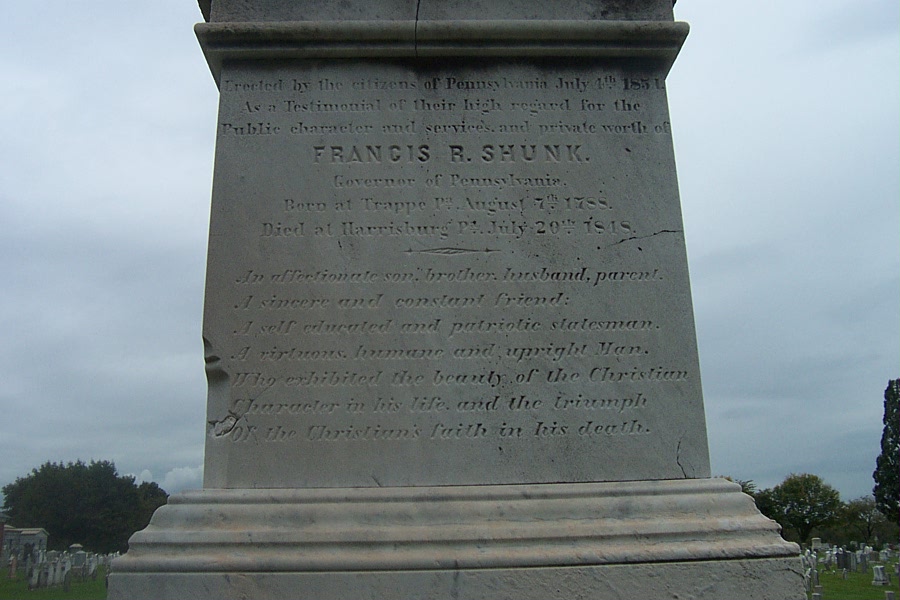 Erected by the citizens of Pennsylvania July 4th 1851.
As a Testimonial of their high regard for the
Public character and services, and private worth of
FRANCIS R. SHUNK.
Governor of Pennsylvania.
Born at Trappe Pa. August 7th 1788.
Died at Harrisburg Pa. July 20th 1848.
An affectionate son, brother, husband, parent.
A sincere and constant friend:
A self educated and patriotic statesman.
A virtuous, humane and upright Man.
Who exhibited the beauty of the Christian
Character in his life, and the triumph
Of the Christian's faith in his death.